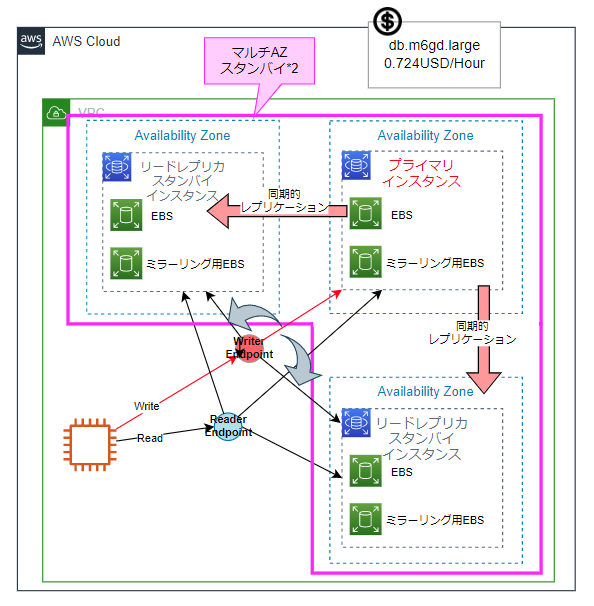 aws
AWS Cloud
db.m6gd.large
0.724USD/Hour
マルチAZ
スタンバイ*2
VPC
Availability Zone
リードレプリカ
スタンバイ
インスタンス
EBS
ミラーリング用EBS
同期的
レプリケーション
Availability Zone
プライマリ
インスタンス
EBS
ミラーリング用EBS
同期的
レプリケーション
Writer
Endpoint
Write
Read
Reader
Endpoint
Availability Zone
リードレプリカ
スタンバイ
インスタンス
EBS
ミラーリング用EBS